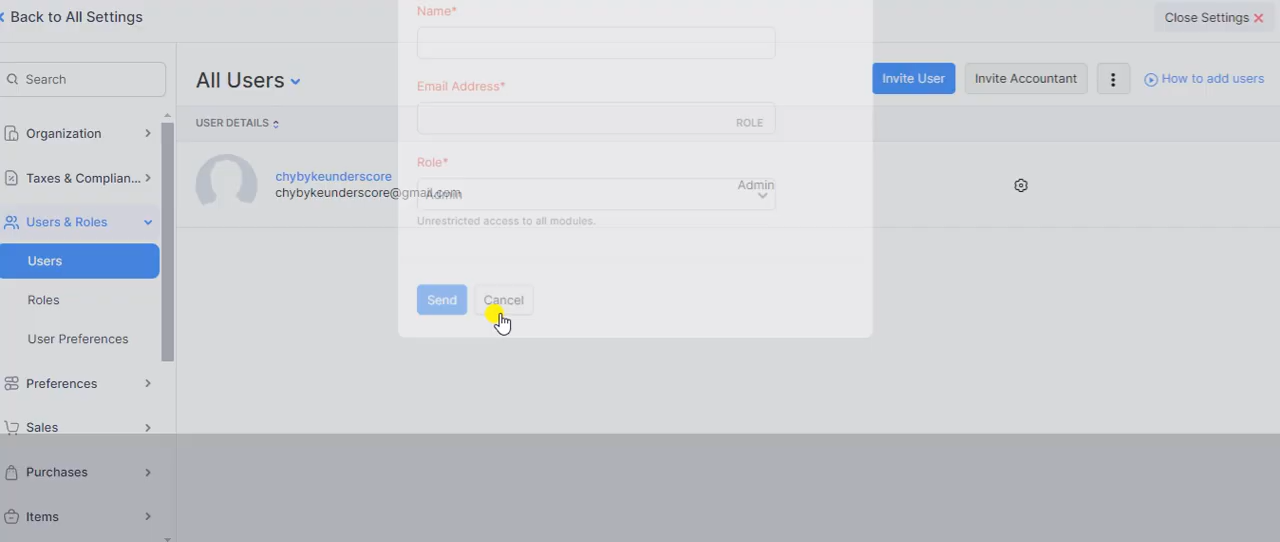 Back to All Settings
Close Settings
Search
Organization
Taxes & Complian...
Users & Roles
Users
Roles
User Preferences
Preferences
Sales
Purchases
Items
All Users
Invite User
Invite Accountant
How to add users
USER DETAILS
ROLE
chybykeunderscore
chybykeunderscore@gmail.com
Admin
Name*
Email Address*
Role*
Admin
Unrestricted access to all modules.
Send
Cancel